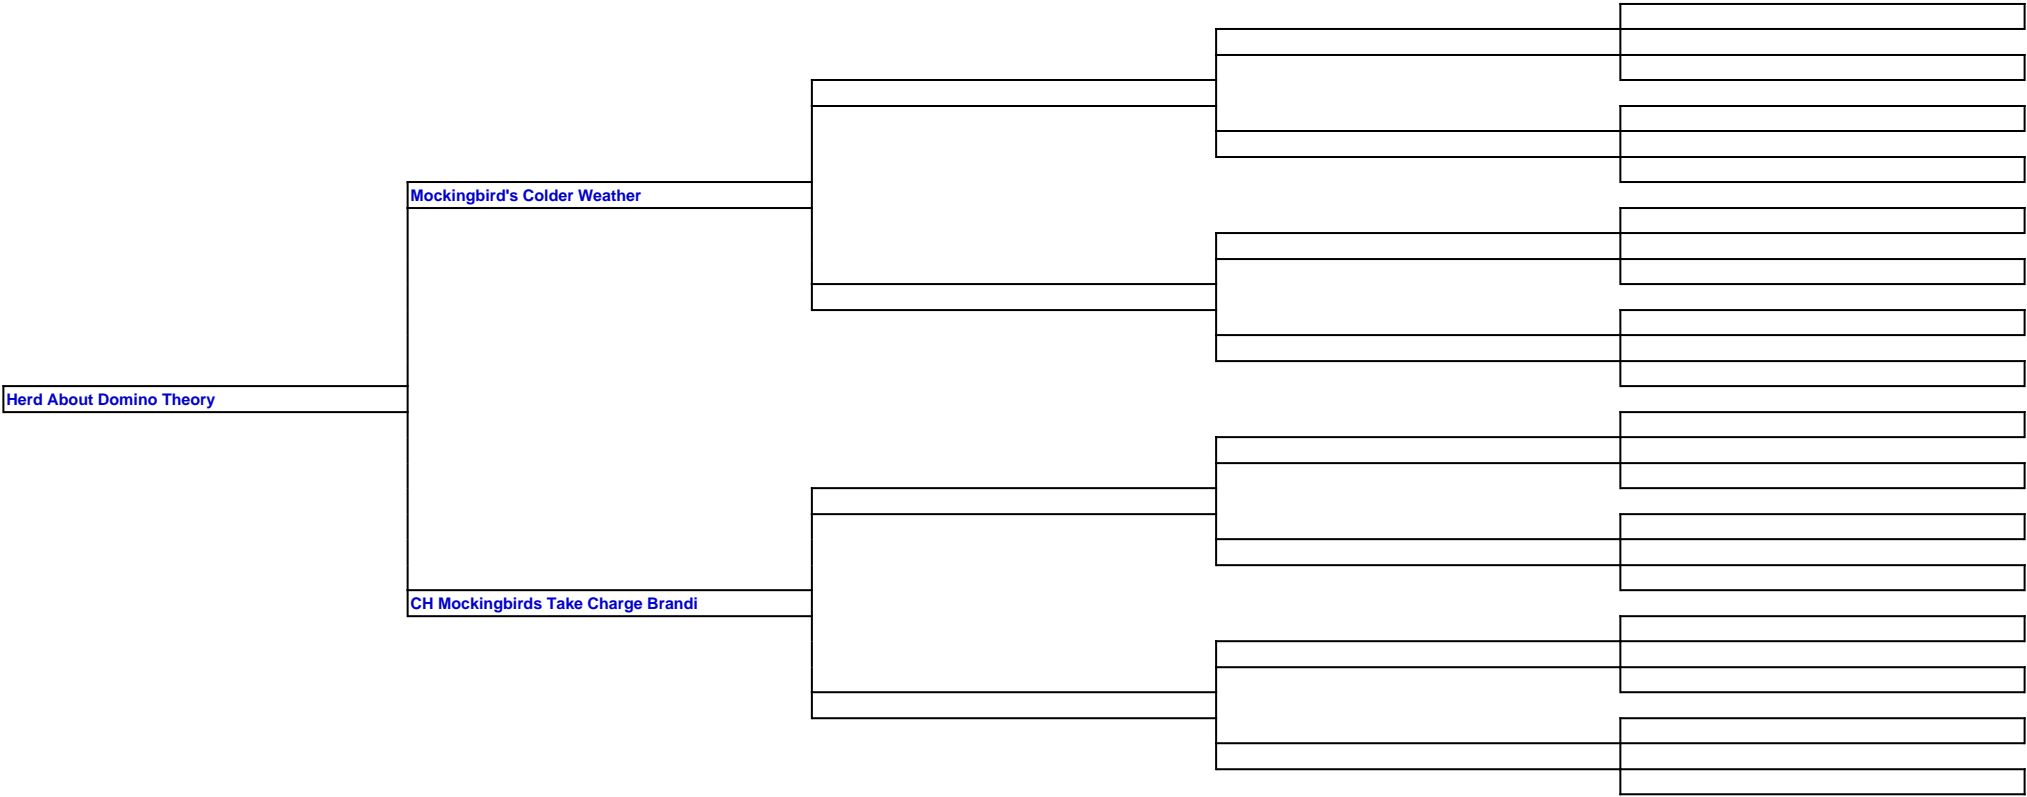 Mockingbird's Colder Weather
Herd About Domino Theory
CH Mockingbirds Take Charge Brandi